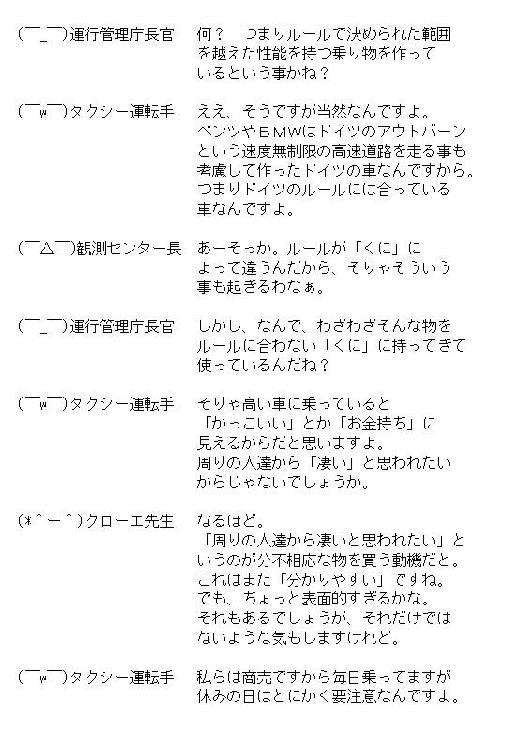 (￣_￣)運行管理庁長官　何？　つまりルールで決められた範囲
を越えた性能を持つ乗り物を作って
いるという事かね？
(￣w￣)タクシー運転手　ええ、そうですが当然なんですよ。
ベンツやＢＭＷはドイツのアウトバーン
という速度無制限の高速道路を走る事も
考慮して作ったドイツの車なんですから。
つまりドイツのルールにに合っている
車なんですよ。
(￣△￣)観測センター長　あーそっか。ルールが「くに」に
よって違うんだから、そりゃそういう
事も起きるわなぁ。
(￣_￣)運行管理庁長官　しかし、なんで、わざわざそんな物を
ルールに合わない「くに」に持ってきて
使っているんだね？
(￣w￣)タクシー運転手　そりゃ高い車に乗っていると
「かっこいい」とか「お金持ち」に
見えるからだと思いますよ。
周りの人達から「凄い」と思われたい
からじゃないでしょうか。
(*＾ー＾)クローエ先生　なるほど。
「周りの人達から凄いと思われたい」と
いうのが分不相応な物を買う動機だと。
これはまた「分かりやすい」ですね。
でも、ちょっと表面的すぎるかな。
それもあるでしょうが、それだけでは
ないような気もしますけれど。
(￣w￣)タクシー運転手　私らは商売ですから毎日乗ってますが
休みの日はとにかく要注意なんですよ。